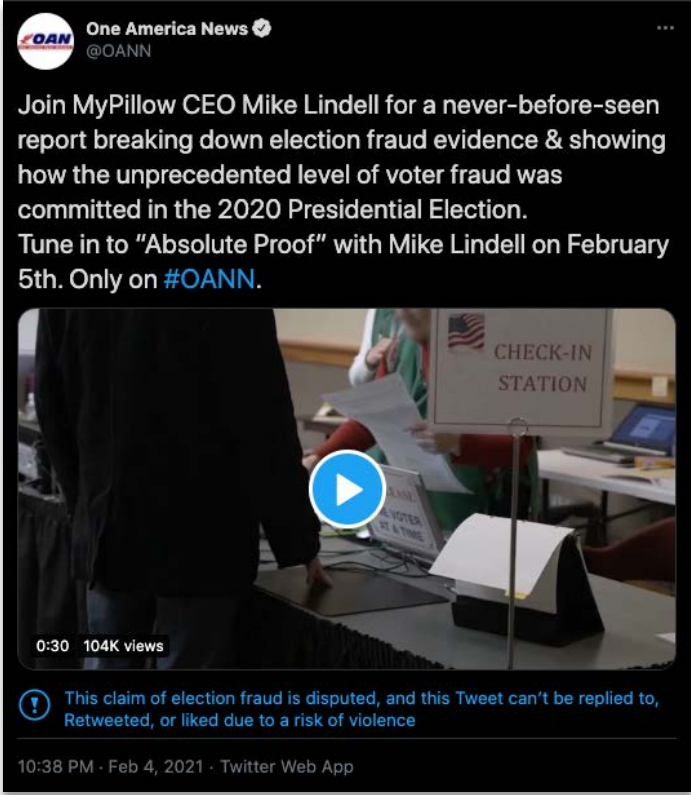 OAN
One America News
@OANN
Join MyPillow CEO Mike Lindell for a never-before-seen
report breaking down election fraud evidence & showing
how the unprecedented level of voter fraud was
committed in the 2020 Presidential Election.
Tune in to “Absolute Proof” with Mike Lindell on February
5th. Only on #OANN.
CHECK-IN
STATION
VOTER
AT A TIME
0:30 104K views
This claim of election fraud is disputed, and this Tweet can't be replied to,
Retweeted, or liked due to a risk of violence
10:38 PM · Feb 4, 2021 · Twitter Web App